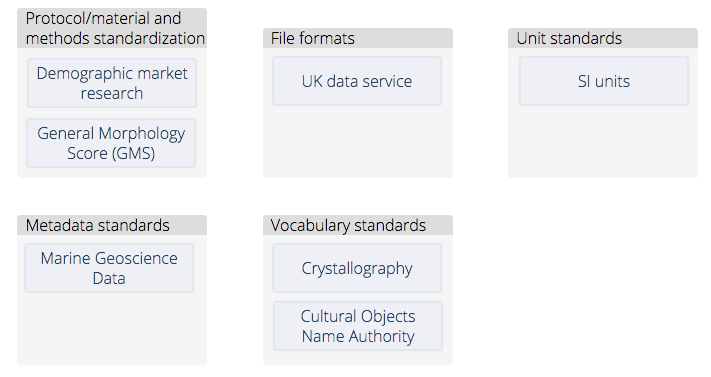 Protocol/material and
methods standardization
Demographic market
research
General Morphology
Score (GMS)
File formats
UK data service
Unit standards
SI units
Metadata standards
Marine Geoscience
Data
Vocabulary standards
Crystallography
Cultural Objects
Name Authority